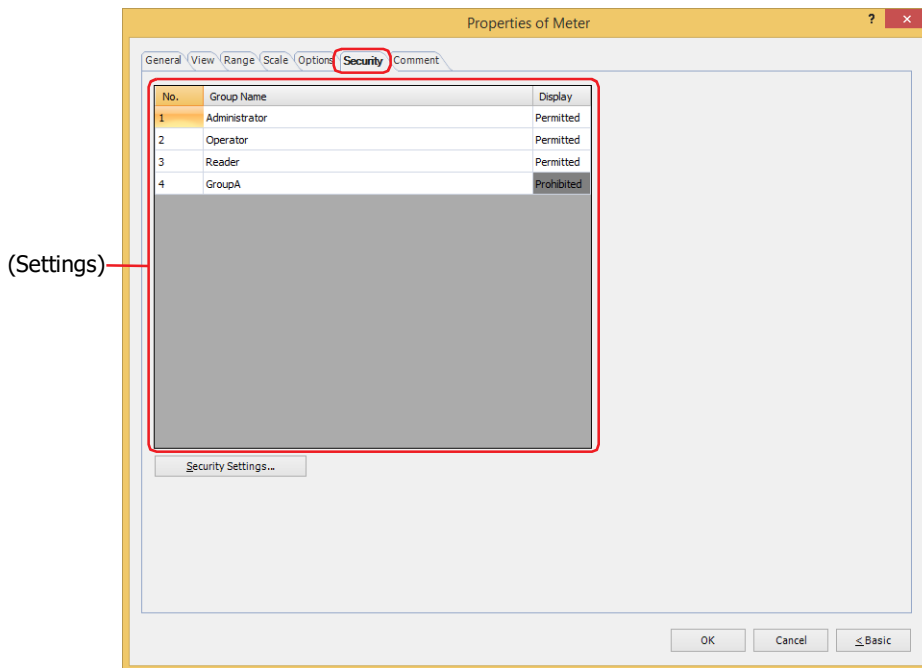 Properties of Meter
?
×
General View Range Scale Options Security Comment
No. Group Name Display
1 Administrator Permitted
2 Operator Permitted
3 Reader Permitted
4 GroupA Prohibited
(Settings)
Security Settings...
OK Cancel < Basic